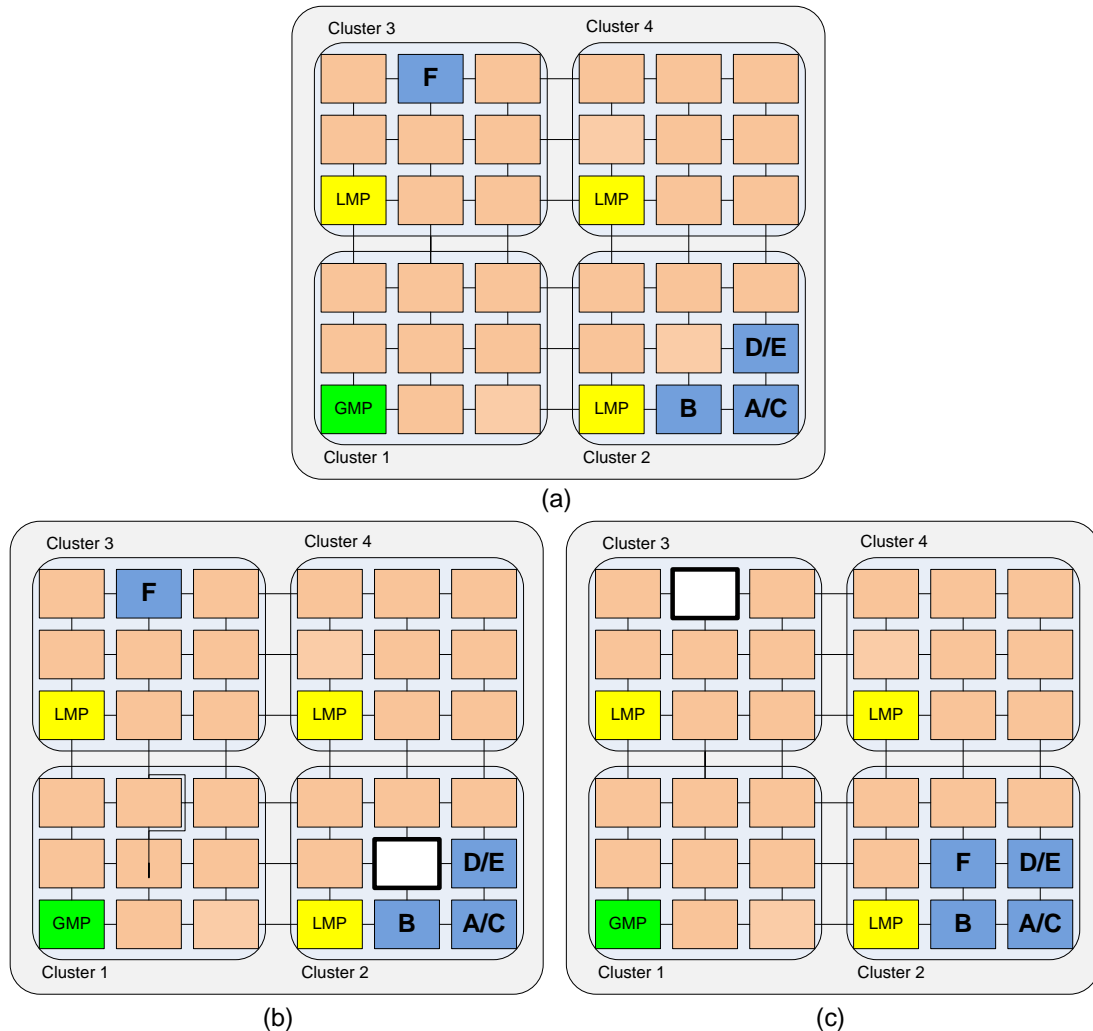 Cluster 3 Cluster 4
F
LMP LMP
D/E
GMP LMP B A/C
Cluster 1 Cluster 2
(a)
Cluster 3 Cluster 4
F
LMP LMP
D/E
GMP LMP B A/C
Cluster 1 Cluster 2
(b)
Cluster 3 Cluster 4
LMP LMP
F D/E
GMP LMP B A/C
Cluster 1 Cluster 2
(c)